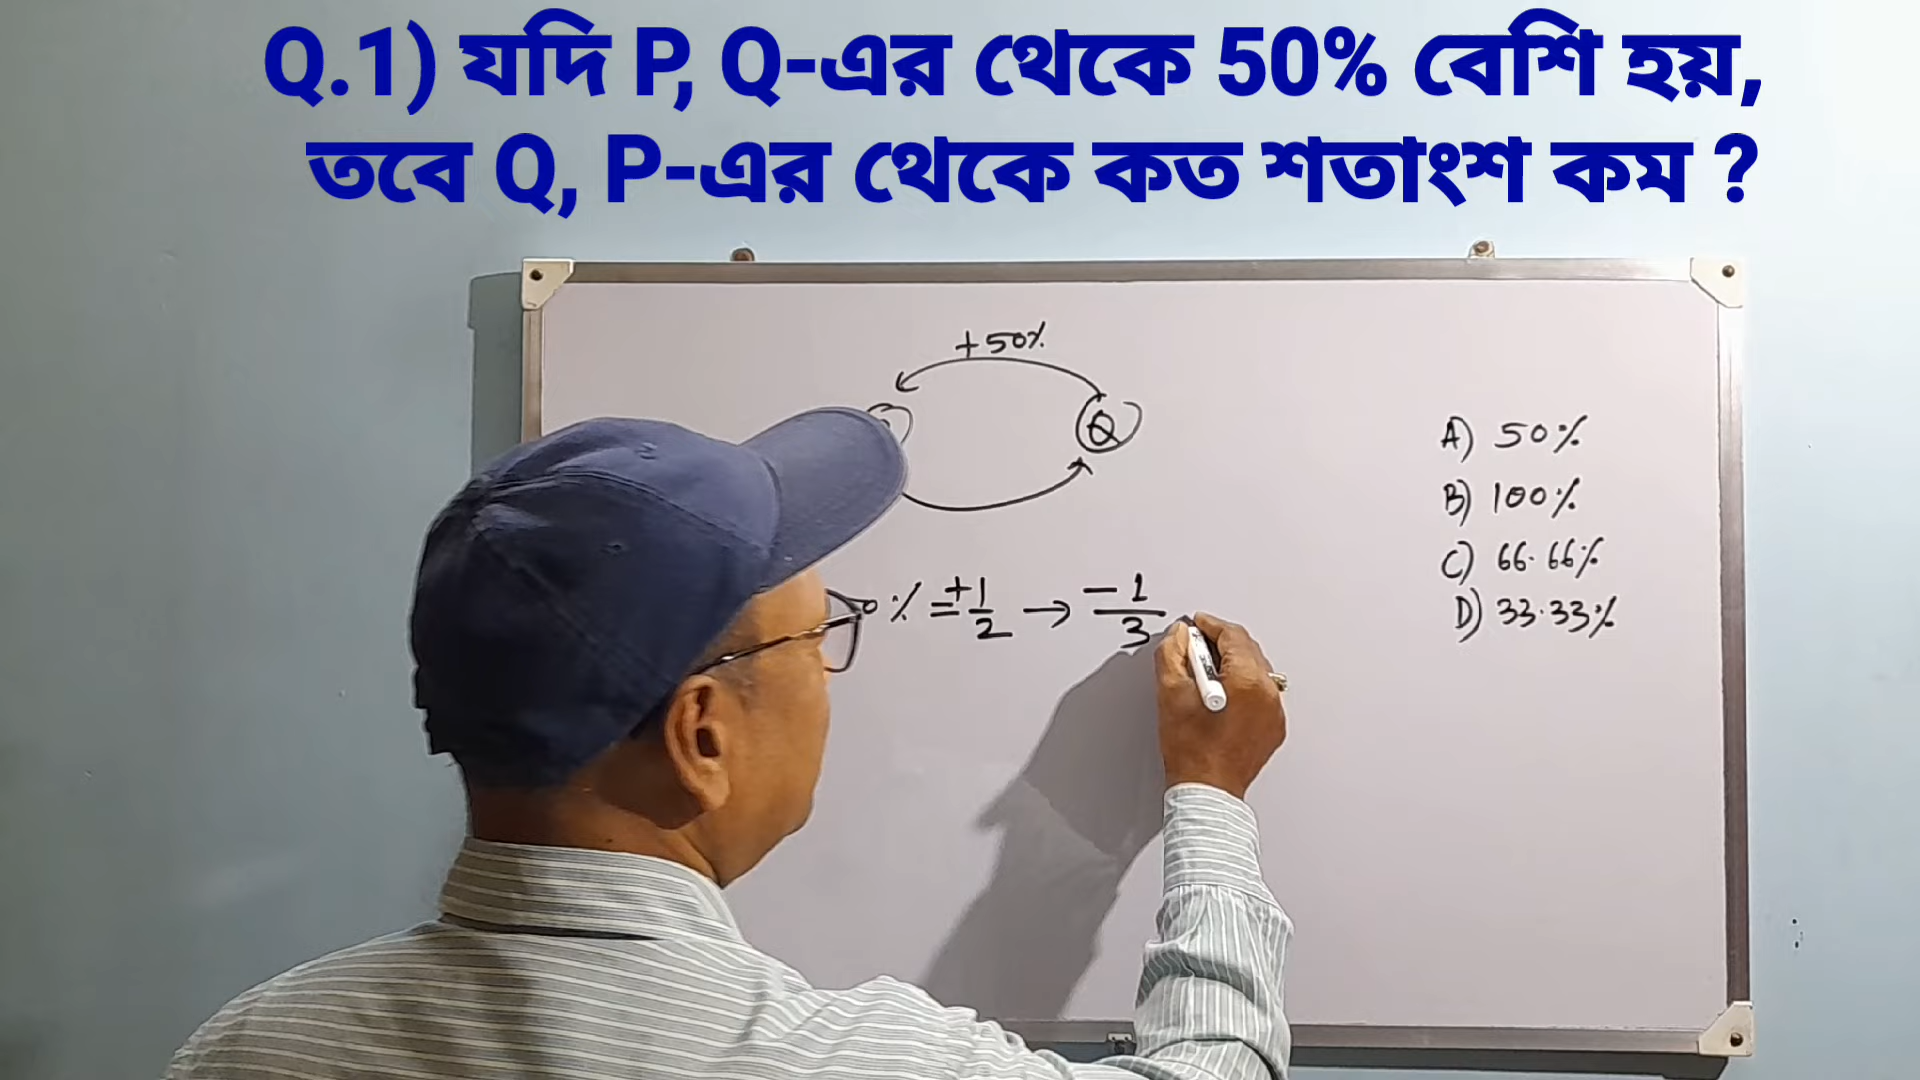 Q.1) যদি P, Q-এর থেকে 50% বেশি হয়,
তবে Q, P-এর থেকে কত শতাংশ কম ?
+50%
Q
A) 50%
B) 100%
C) 66.66%
D) 33.33%
0% = +1/2 → -1/3